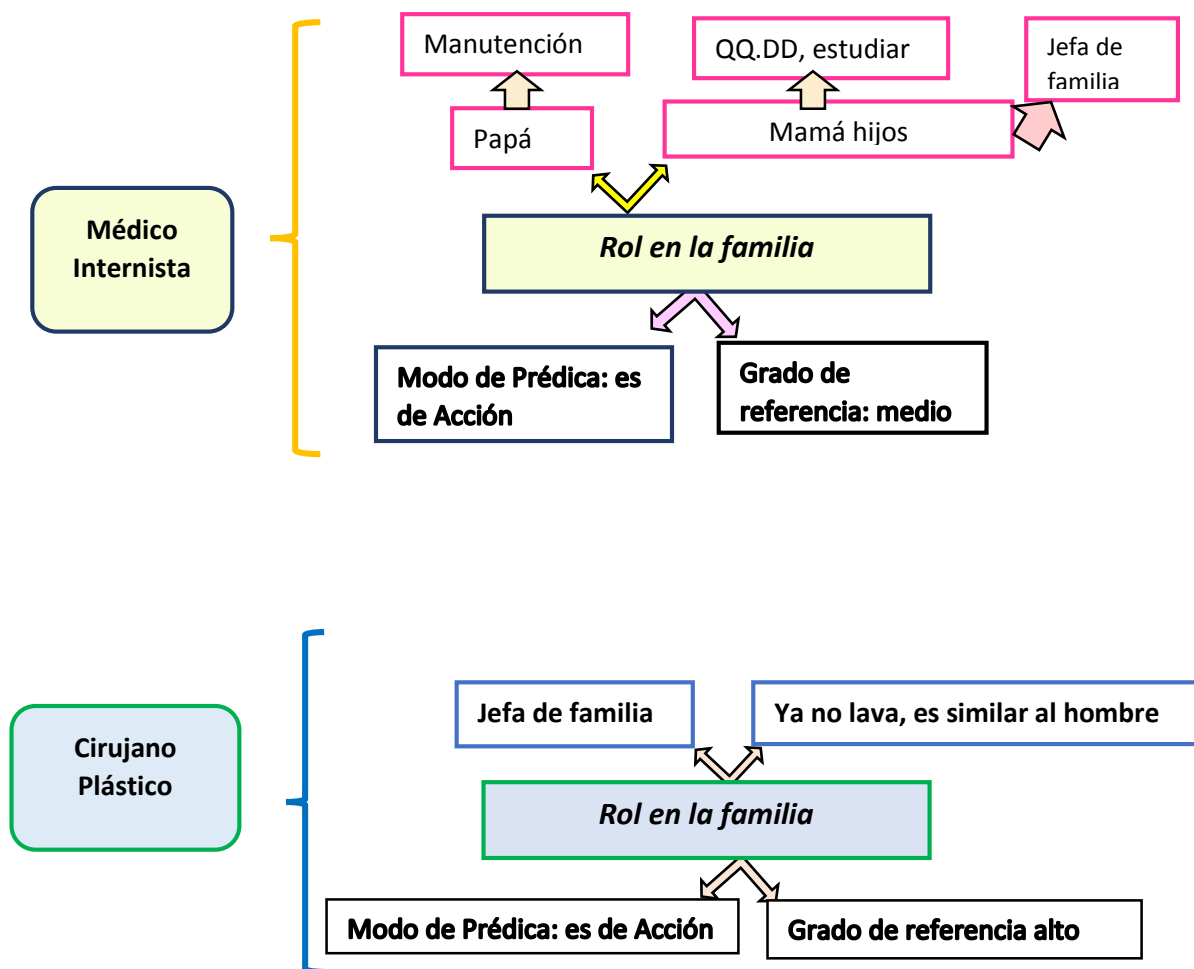 Manutención
QQ.DD, estudiar
Jefa de
familia
Papá
Mamá hijos
Médico
Internista
Rol en la familia
Modo de Prédica: es
de Acción
Grado de
referencia: medio
Jefa de familia
Ya no lava, es similar al hombre
Cirujano
Plástico
Rol en la familia
Modo de Prédica: es de Acción
Grado de referencia alto